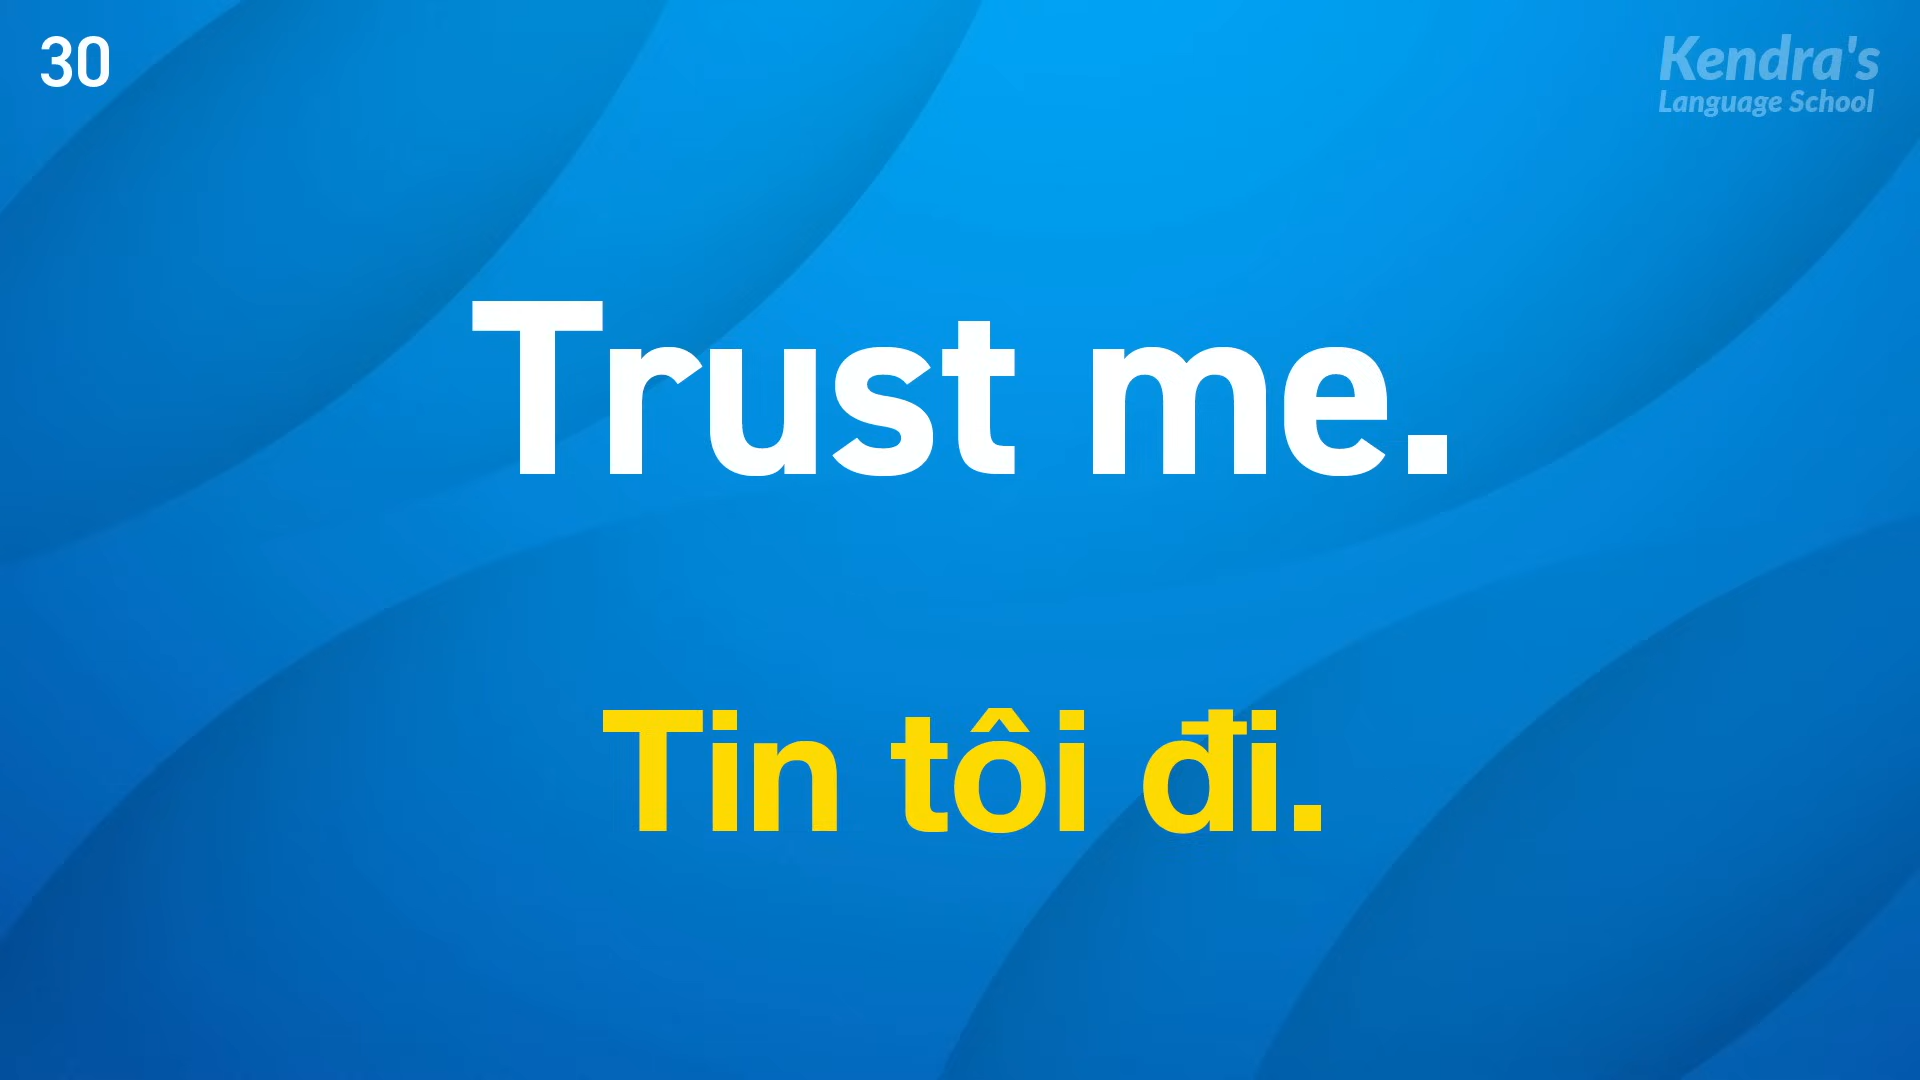 30
Kendra's
Language School
Trust me.
Tin tôi đi.